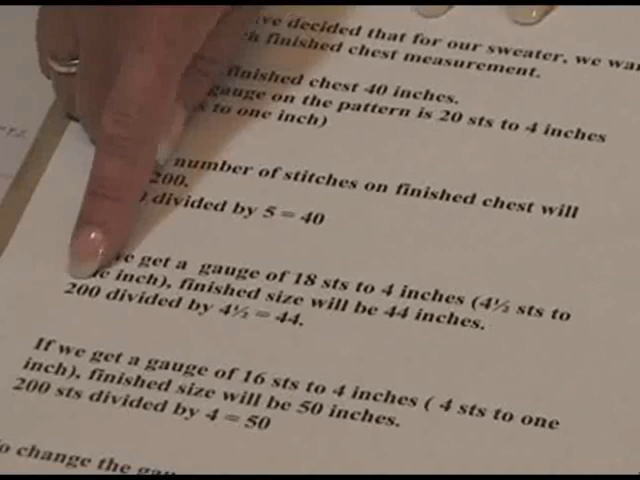 decided that for our sweater, we
finished chest measurement.
finished chest 40 inches.
gauge on the pattern is 20 sts to 4 inches
to one inch)
number of stitches on finished chest will
200.
divided by 5 = 40
get a gauge of 18 sts to 4 inches (4½ sts to
inch), finished size will be 44 inches.
200 divided by 4½ = 44.
If we get a gauge of 16 sts to 4 inches ( 4 sts to one
inch), finished size will be 50 inches.
200 sts divided by 4 = 50
change the